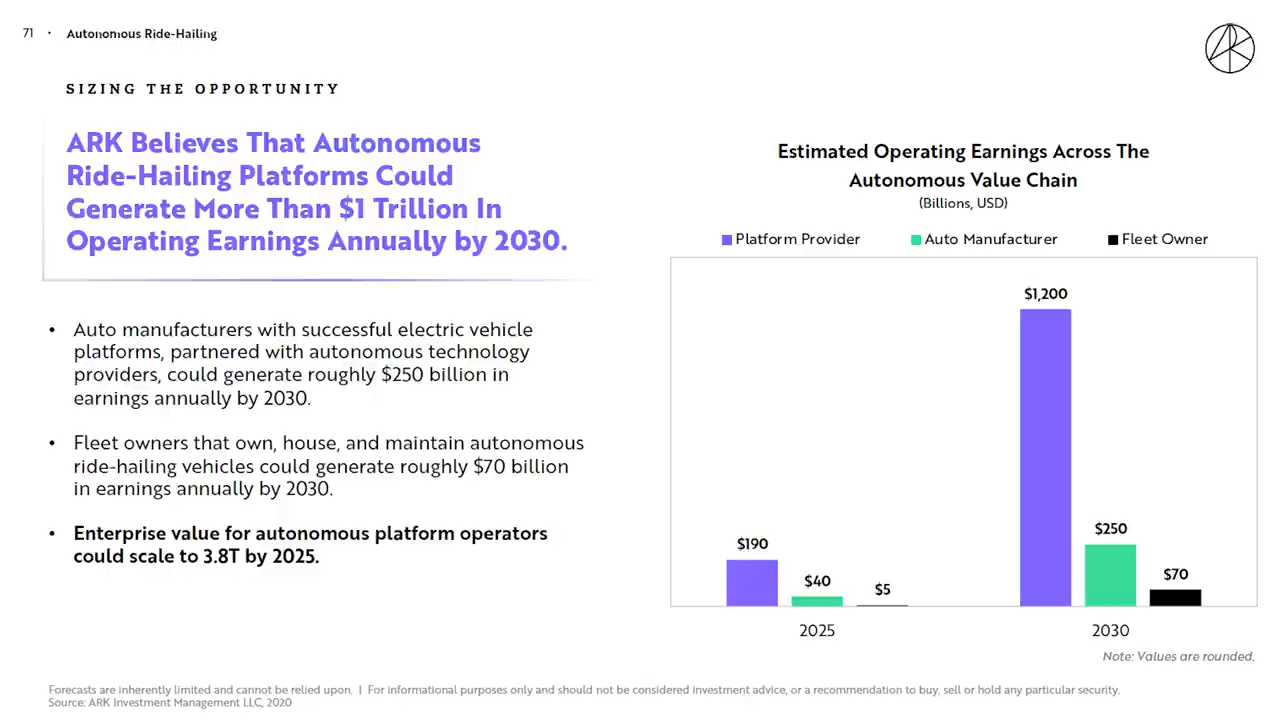 71 • Autonomous Ride-Hailing
SIZING THE OPPORTUNITY
ARK Believes That Autonomous
Ride-Hailing Platforms Could
Generate More Than $1 Trillion In
Operating Earnings Annually by 2030.
• Auto manufacturers with successful electric vehicle
platforms, partnered with autonomous technology
providers, could generate roughly $250 billion in
earnings annually by 2030.
• Fleet owners that own, house, and maintain autonomous
ride-hailing vehicles could generate roughly $70 billion
in earnings annually by 2030.
• Enterprise value for autonomous platform operators
could scale to 3.8T by 2025.
Estimated Operating Earnings Across The
Autonomous Value Chain
(Billions, USD)
Platform Provider Auto Manufacturer Fleet Owner
$1,200
$250
$190
$70
$40
$5
2025 2030
Note: Values are rounded.
Forecasts are inherently limited and cannot be relied upon. | For informational purposes only and should not be considered investment advice, or a recommendation to buy, sell or hold any particular security.
Source: ARK Investment Management LLC, 2020